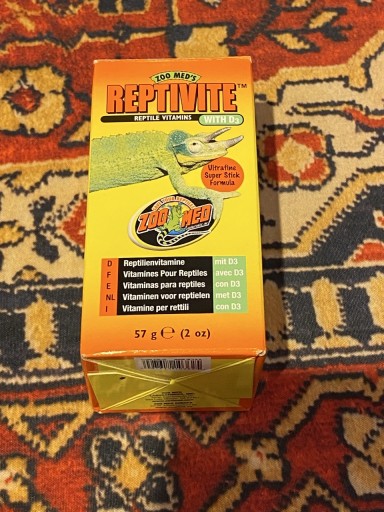 ZOO MED'S
REPTIVITE™
REPTILE VITAMINS
WITH D3
Ultrafine
Super Stick
Formula
ZOO MED
D Reptilienvitamine mit D3
F Vitamines Pour Reptiles avec D3
E Vitaminas para reptiles con D3
NL Vitaminen voor reptielen met D3
I Vitamine per rettili con D3
57 g ℮ (2 oz)